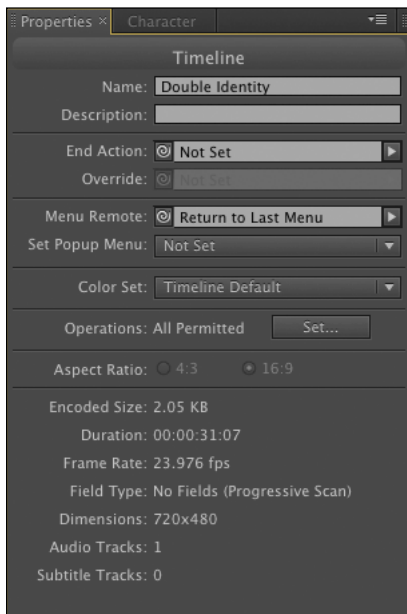 Properties × Character
Timeline
Name: Double Identity
Description:
End Action: Not Set
Override: Not Set
Menu Remote: Return to Last Menu
Set Popup Menu: Not Set
Color Set: Timeline Default
Operations: All Permitted Set...
Aspect Ratio: 4:3 16:9
Encoded Size: 2.05 KB
Duration: 00:00:31:07
Frame Rate: 23.976 fps
Field Type: No Fields (Progressive Scan)
Dimensions: 720x480
Audio Tracks: 1
Subtitle Tracks: 0